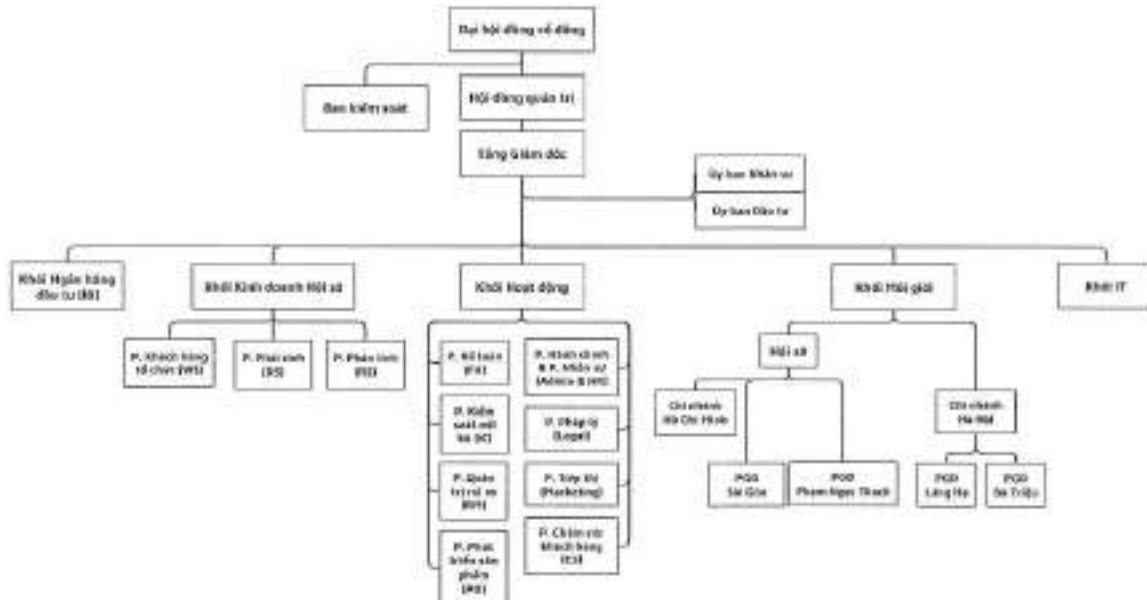 Đại hội đồng cổ đông
Ban kiểm soát
Hội đồng quản trị
Tổng Giám đốc
Ủy ban Nhân sự
Ủy ban Đầu tư
Khối Ngân hàng
đầu tư (IB)
Khối Kinh doanh Hội sở
Khối Hoạt động
Khối Môi giới
Khối IT
P. Khách hàng
tổ chức
P. Phái sinh
P. Phân tích
P. Kế toán
P. Hành chính
& P. Nhân sự
(Admin & HR)
P. Kiểm
soát nội
bộ (IC)
P. Pháp lý
(Legal)
P. Quản
trị rủi ro
(RM)
P. Tiếp thị
(Marketing)
P. Phát
triển sản
phẩm
P. Chăm sóc
khách hàng
(CS)
Hội sở
Chi nhánh
Hồ Chí Minh
Chi nhánh
Hà Nội
PGD
Sài Gòn
PGD
Phạm Ngọc Thạch
PGD
Láng Hạ
PGD
Bà Triệu